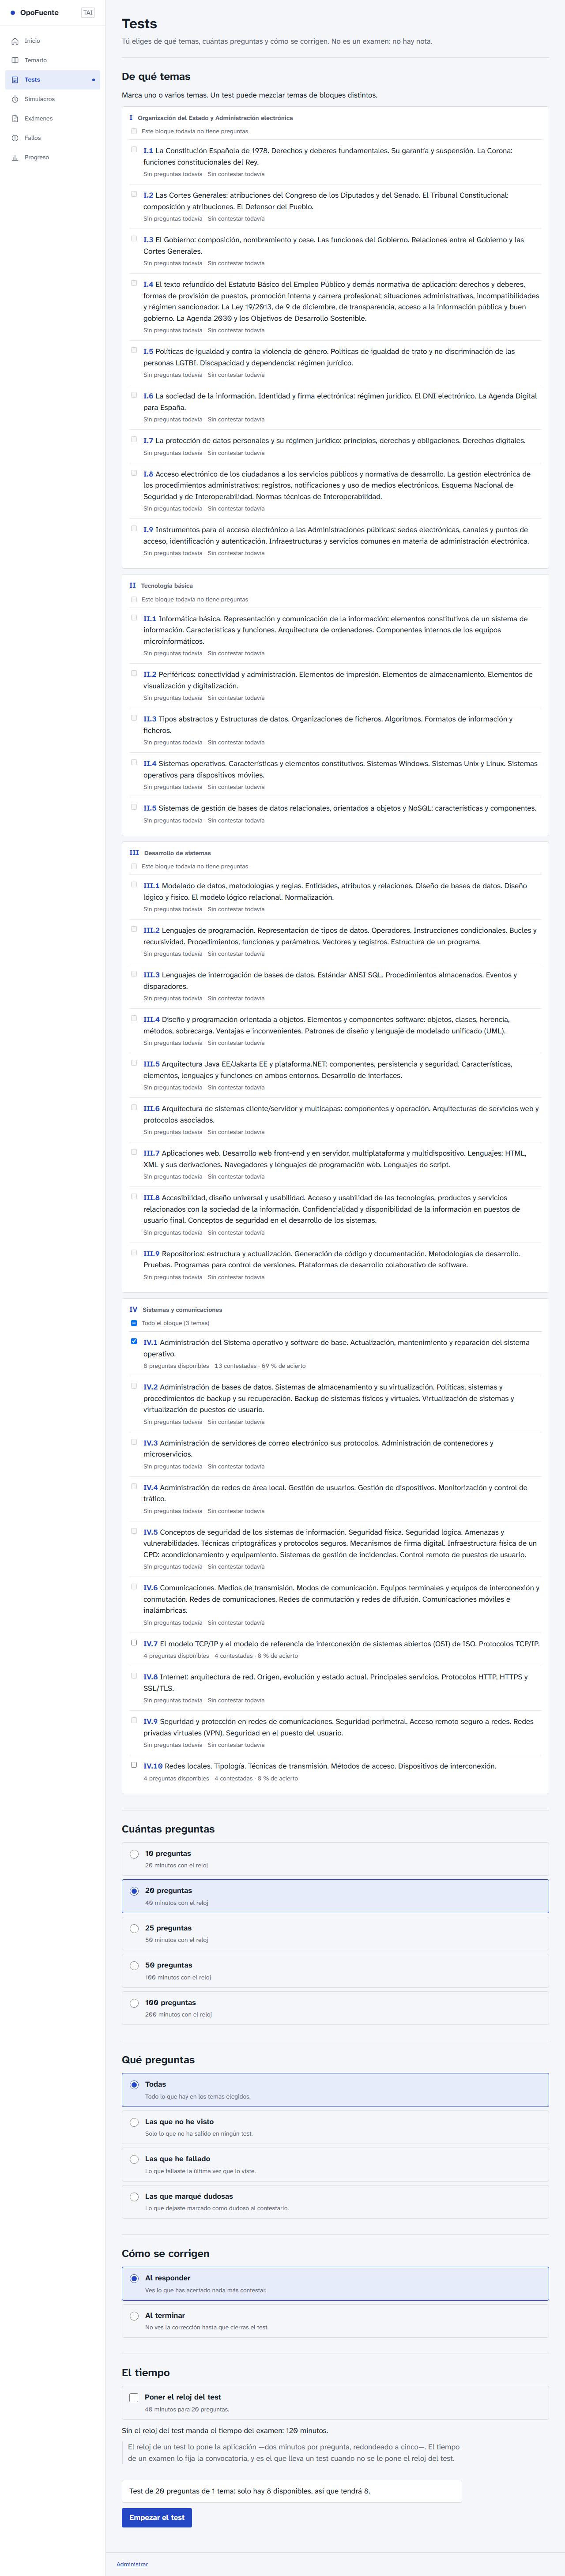 OpoFuente
TAI
Inicio
Temario
Tests
Simulacros
Exámenes
Fallos
Progreso
Tests
Tú eliges de qué temas, cuántas preguntas y cómo se corrigen. No es un examen: no hay nota.
De qué temas
Marca uno o varios temas. Un test puede mezclar temas de bloques distintos.
I Organización del Estado y Administración electrónica
Este bloque todavía no tiene preguntas
I.1 La Constitución Española de 1978. Derechos y deberes fundamentales. Su garantía y suspensión. La Corona:
funciones constitucionales del Rey.
Sin preguntas todavía Sin contestar todavía
I.2 Las Cortes Generales: atribuciones del Congreso de los Diputados y del Senado. El Tribunal Constitucional:
composición y atribuciones. El Defensor del Pueblo.
Sin preguntas todavía Sin contestar todavía
I.3 El Gobierno: composición, nombramiento y cese. Las funciones del Gobierno. Relaciones entre el Gobierno y las
Cortes Generales.
Sin preguntas todavía Sin contestar todavía
I.4 El texto refundido del Estatuto Básico del Empleo Público y demás normativa de aplicación: derechos y deberes,
formas de provisión de puestos, promoción interna y carrera profesional; situaciones administrativas, incompatibilidades
y régimen sancionador. La Ley 19/2013, de 9 de diciembre, de transparencia, acceso a la información pública y buen
gobierno. La Agenda 2030 y los Objetivos de Desarrollo Sostenible.
Sin preguntas todavía Sin contestar todavía
I.5 Políticas de igualdad y contra la violencia de género. Políticas de Igualdad de trato y no discriminación de las
personas LGTBI. Discapacidad y dependencia: régimen jurídico.
Sin preguntas todavía Sin contestar todavía
I.6 La sociedad de la información. Identidad y firma electrónica: régimen jurídico. El DNI electrónico. La Agenda Digital
para España.
Sin preguntas todavía Sin contestar todavía
I.7 La protección de datos personales y su régimen jurídico: principios, derechos y obligaciones. Derechos digitales.
Sin preguntas todavía Sin contestar todavía
I.8 Acceso electrónico de los ciudadanos a los servicios públicos y normativa de desarrollo. La gestión electrónica de
los procedimientos administrativos: registros, notificaciones y uso de medios electrónicos. Esquema Nacional de
Seguridad y de Interoperabilidad. Normas técnicas de Interoperabilidad.
Sin preguntas todavía Sin contestar todavía
I.9 Instrumentos para el acceso electrónico a las Administraciones públicas: sedes electrónicas, canales y puntos de
acceso, identificación y autenticación. Infraestructuras y servicios comunes en materia de administración electrónica.
Sin preguntas todavía Sin contestar todavía
II Tecnología básica
Este bloque todavía no tiene preguntas
II.1 Informática básica. Representación y comunicación de la información: elementos constitutivos de un sistema de
información. Características y funciones. Arquitectura de ordenadores. Componentes internos de los equipos
microinformáticos.
Sin preguntas todavía Sin contestar todavía
II.2 Periféricos: conectividad y administración. Elementos de impresión. Elementos de almacenamiento. Elementos de
visualización y digitalización.
Sin preguntas todavía Sin contestar todavía
II.3 Tipos abstractos y Estructuras de datos. Organizaciones de ficheros. Algoritmos. Formatos de información y
ficheros.
Sin preguntas todavía Sin contestar todavía
II.4 Sistemas operativos. Características y elementos constitutivos. Sistemas Windows. Sistemas Unix y Linux. Sistemas
operativos para dispositivos móviles.
Sin preguntas todavía Sin contestar todavía
II.5 Sistemas de gestión de bases de datos relacionales, orientados a objetos y NoSQL: características y componentes.
Sin preguntas todavía Sin contestar todavía
III Desarrollo de sistemas
Este bloque todavía no tiene preguntas
III.1 Modelado de datos, metodologías y reglas. Entidades, atributos y relaciones. Diseño de bases de datos. Diseño
lógico y físico. El modelo lógico relacional. Normalización.
Sin preguntas todavía Sin contestar todavía
III.2 Lenguajes de programación. Representación de tipos de datos. Operadores. Instrucciones condicionales. Bucles y
recursividad. Procedimientos, funciones y parámetros. Vectores y registros. Estructura de un programa.
Sin preguntas todavía Sin contestar todavía
III.3 Lenguajes de interrogación de bases de datos. Estándar ANSI SQL. Procedimientos almacenados. Eventos y
disparadores.
Sin preguntas todavía Sin contestar todavía
III.4 Diseño y programación orientada a objetos. Elementos y componentes software: objetos, clases, herencia,
métodos, sobrecarga. Ventajas e inconvenientes. Patrones de diseño y lenguaje de modelado unificado (UML).
Sin preguntas todavía Sin contestar todavía
III.5 Arquitectura Java EE/Jakarta EE y plataforma.NET: componentes, persistencia y seguridad. Características,
elementos, lenguajes y funciones en ambos entornos. Desarrollo de interfaces.
Sin preguntas todavía Sin contestar todavía
III.6 Arquitectura de sistemas cliente/servidor y multicapas: componentes y operación. Arquitecturas de servicios web y
protocolos asociados.
Sin preguntas todavía Sin contestar todavía
III.7 Aplicaciones web. Desarrollo web front-end y en servidor, multiplataforma y multidispositivo. Lenguajes: HTML,
XML y sus derivaciones. Navegadores y lenguajes de programación web. Lenguajes de script.
Sin preguntas todavía Sin contestar todavía
III.8 Accesibilidad, diseño universal y usabilidad. Acceso y usabilidad de las tecnologías, productos y servicios
relacionados con la sociedad de la información. Confidencialidad y disponibilidad de la información en puestos de
usuario final. Conceptos de seguridad en el desarrollo de los sistemas.
Sin preguntas todavía Sin contestar todavía
III.9 Repositorios: estructura y actualización. Generación de código y documentación. Metodologías de desarrollo.
Pruebas. Programas para control de versiones. Plataformas de desarrollo colaborativo de software.
Sin preguntas todavía Sin contestar todavía
IV Sistemas y comunicaciones
Todo el bloque (3 temas)
IV.1 Administración del Sistema operativo y software de base. Actualización, mantenimiento y reparación del sistema
operativo.
8 preguntas disponibles 13 contestadas · 69 % de acierto
IV.2 Administración de bases de datos. Sistemas de almacenamiento y su virtualización. Políticas, sistemas y
procedimientos de backup y su recuperación. Backup de sistemas físicos y virtuales. Virtualización de sistemas y
virtualización de puestos de usuario.
Sin preguntas todavía Sin contestar todavía
IV.3 Administración de servidores de correo electrónico sus protocolos. Administración de contenedores y
microservicios.
Sin preguntas todavía Sin contestar todavía
IV.4 Administración de redes de área local. Gestión de usuarios. Gestión de dispositivos. Monitorización y control de
tráfico.
Sin preguntas todavía Sin contestar todavía
IV.5 Conceptos de seguridad de los sistemas de información. Seguridad física. Seguridad lógica. Amenazas y
vulnerabilidades. Técnicas criptográficas y protocolos seguros. Mecanismos de firma digital. Infraestructura física de un
CPD: acondicionamiento y equipamiento. Sistemas de gestión de incidencias. Control remoto de puestos de usuario.
Sin preguntas todavía Sin contestar todavía
IV.6 Comunicaciones. Medios de transmisión. Modos de comunicación. Equipos terminales y equipos de interconexión y
conmutación. Redes de comunicaciones. Redes de conmutación y redes de difusión. Comunicaciones móviles e
inalámbricas.
Sin preguntas todavía Sin contestar todavía
IV.7 El modelo TCP/IP y el modelo de referencia de interconexión de sistemas abiertos (OSI) de ISO. Protocolos TCP/IP.
4 preguntas disponibles 4 contestadas · 0 % de acierto
IV.8 Internet: arquitectura de red. Origen, evolución y estado actual. Principales servicios. Protocolos HTTP, HTTPS y
SSL/TLS.
Sin preguntas todavía Sin contestar todavía
IV.9 Seguridad y protección en redes de comunicaciones. Seguridad perimetral. Acceso remoto seguro a redes. Redes
privadas virtuales (VPN). Seguridad en el puesto del usuario.
Sin preguntas todavía Sin contestar todavía
IV.10 Redes locales. Tipología. Técnicas de transmisión. Métodos de acceso. Dispositivos de interconexión.
4 preguntas disponibles 4 contestadas · 0 % de acierto
Cuántas preguntas
10 preguntas
20 minutos con el reloj
20 preguntas
40 minutos con el reloj
25 preguntas
50 minutos con el reloj
50 preguntas
100 minutos con el reloj
100 preguntas
200 minutos con el reloj
Qué preguntas
Todas
Todo lo que hay en los temas elegidos.
Las que no he visto
Solo lo que no ha salido en ningún test.
Las que he fallado
Lo que fallaste la última vez que lo viste.
Las que marqué dudosas
Lo que dejaste marcado como dudoso al contestarlo.
Cómo se corrigen
Al responder
Ves lo que has acertado nada más contestar.
Al terminar
No ves la corrección hasta que cierras el test.
El tiempo
Poner el reloj del test
40 minutos para 20 preguntas.
Sin el reloj del test manda el tiempo del examen: 120 minutos.
El reloj de un test lo pone la aplicación —dos minutos por pregunta, redondeado a cinco—. El tiempo
de un examen lo fija la convocatoria, y es el que lleva un test cuando no se le pone el reloj del test.
Test de 20 preguntas de 1 tema: solo hay 8 disponibles, así que tendrá 8.
Empezar el test
Administrar